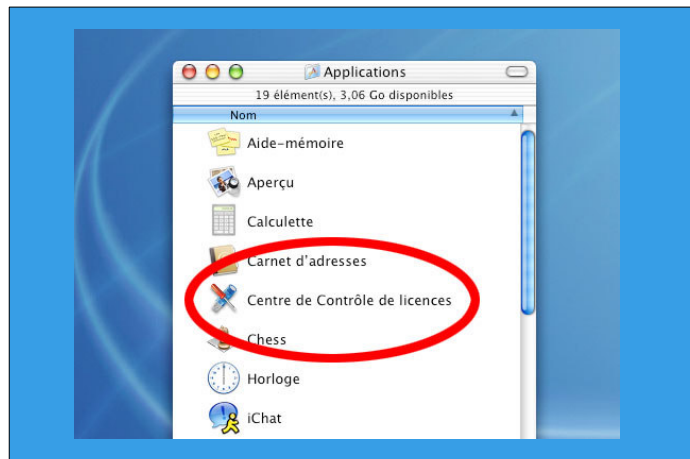 Applications
19 élément(s), 3,06 Go disponibles
Nom
Aide-mémoire
Aperçu
Calculette
Carnet d'adresses
Centre de Contrôle de licences
Chess
Horloge
iChat